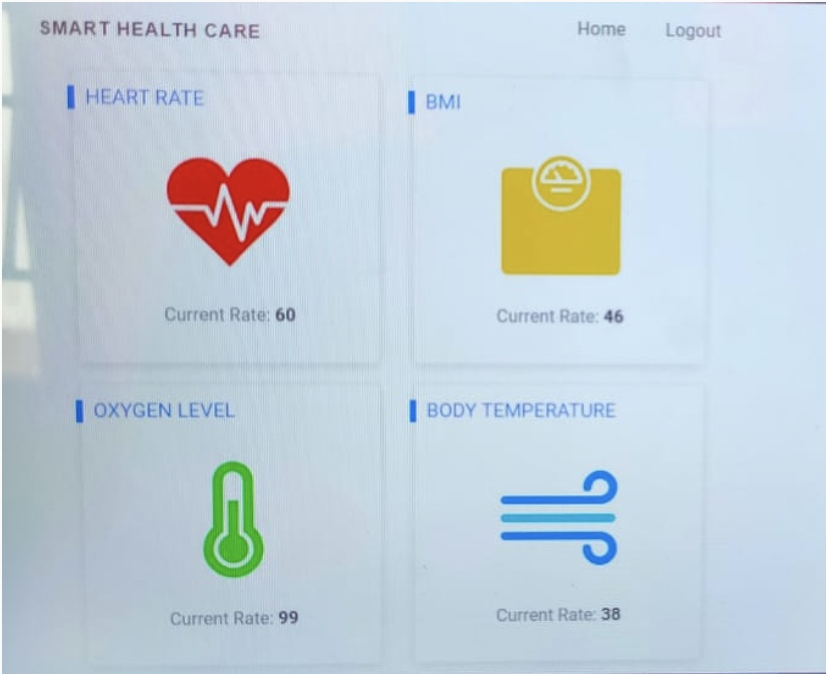 SMART HEALTH CARE
Home Logout
HEART RATE
Current Rate: 60
BMI
Current Rate: 46
OXYGEN LEVEL
Current Rate: 99
BODY TEMPERATURE
Current Rate: 38